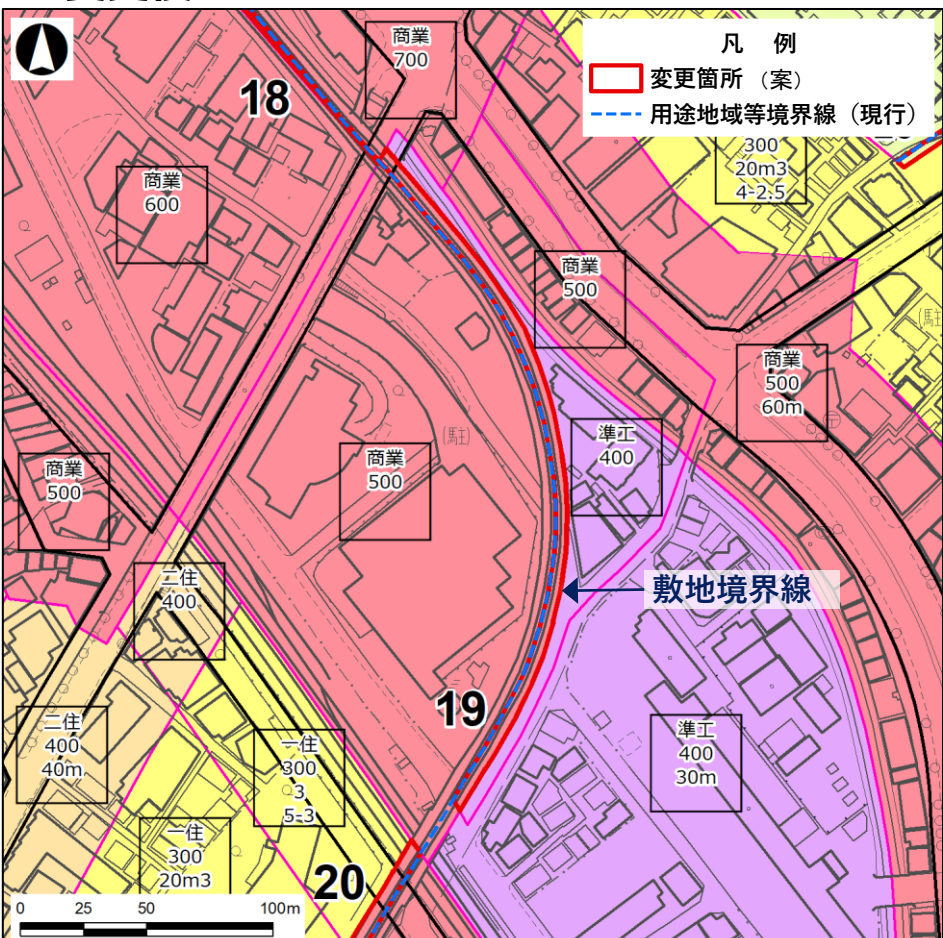 凡 例
変更箇所（案）
用途地域等境界線（現行）
商業
700
18
300
20m3
4-2.5
商業
600
商業
500
(駐)
商業
500
60m
準工
400
(駐)
商業
500
商業
500
二住
400
敷地境界線
19
二住
400
40m
一住
300
3
5-3
準工
400
30m
一住
300
20m3
20
0 25 50 100m